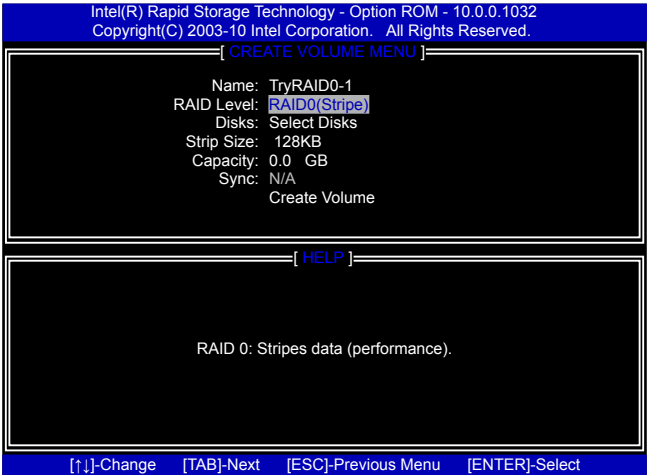 Intel(R) Rapid Storage Technology - Option ROM - 10.0.0.1032
Copyright(C) 2003-10 Intel Corporation.   All Rights Reserved.
[ CREATE VOLUME MENU ]
Name: TryRAID0-1
RAID Level: RAID0(Stripe)
Disks: Select Disks
Strip Size: 128KB
Capacity: 0.0 GB
Sync: N/A
Create Volume
[ HELP ]
RAID 0: Stripes data (performance).
[↑↓]-Change [TAB]-Next [ESC]-Previous Menu [ENTER]-Select